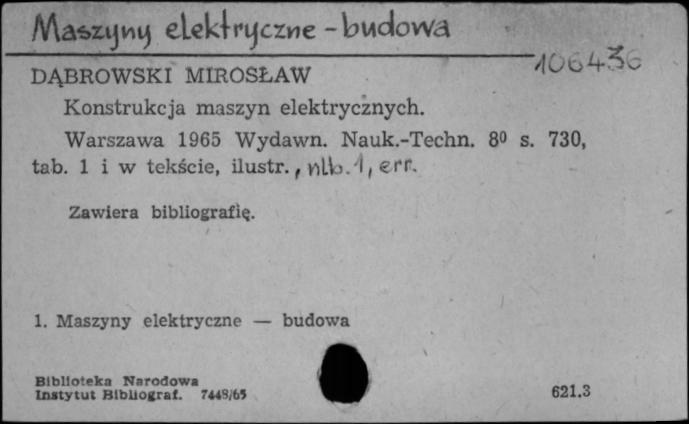 Maszyny elektryczne - budowa
106436
DĄBROWSKI MIROSŁAW
Konstrukcja maszyn elektrycznych.
Warszawa 1965 Wydawn. Nauk.-Techn. 8⁰ s. 730,
tab. 1 i w tekście, ilustr., nlb. 1, err.
Zawiera bibliografię.
1. Maszyny elektryczne — budowa
Biblioteka Narodowa
Instytut Bibliograf. 7448/65
621.3